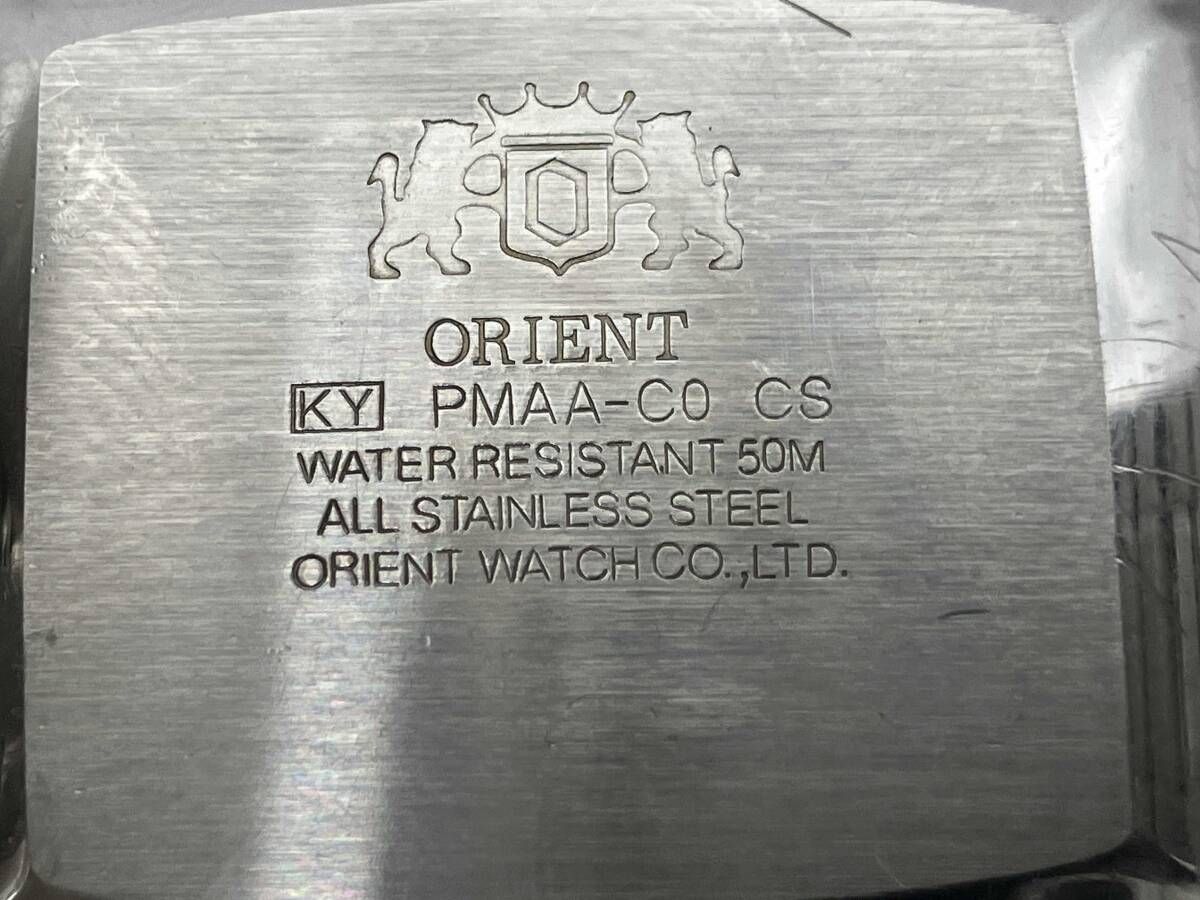 ORIENT
KY PMAA-C0 CS
WATER RESISTANT 50M
ALL STAINLESS STEEL
ORIENT WATCH CO.,LTD.